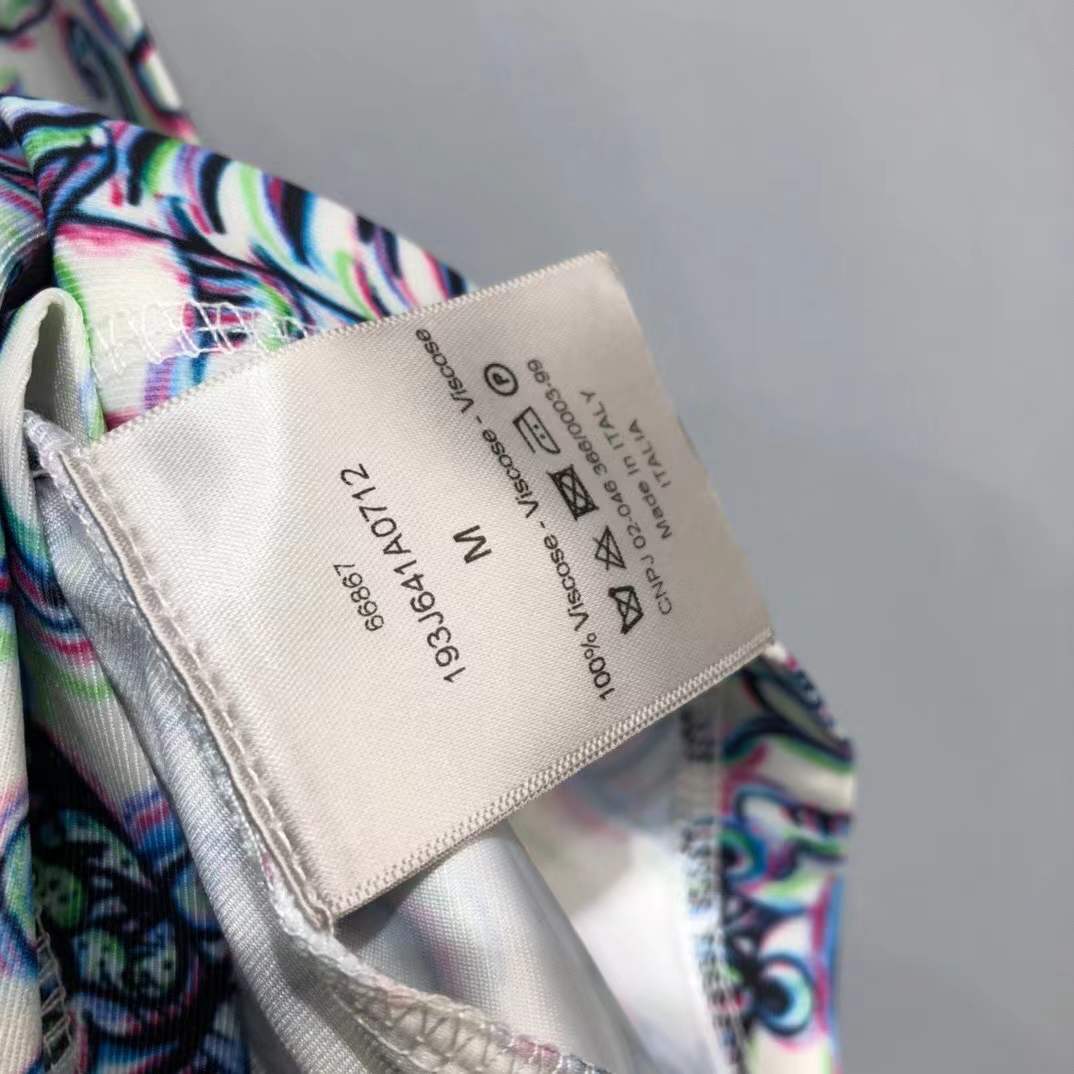 66867
193J641A0712
M
100% Viscose - Viscose - Viscose
P
CNPJ 02.046 366/0003-99
Made in ITALY
ITALIA